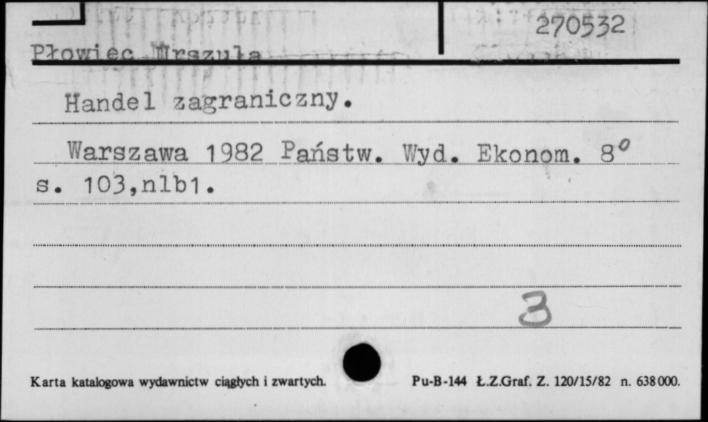 270532
Płowiec Urszula
Handel zagraniczny.
Warszawa 1982 Państw. Wyd. Ekonom. 8⁰
s. 103,nlb1.
3
Karta katalogowa wydawnictw ciągłych i zwartych. Pu-B-144 Ł.Z.Graf. Z. 120/15/82 n. 638000.